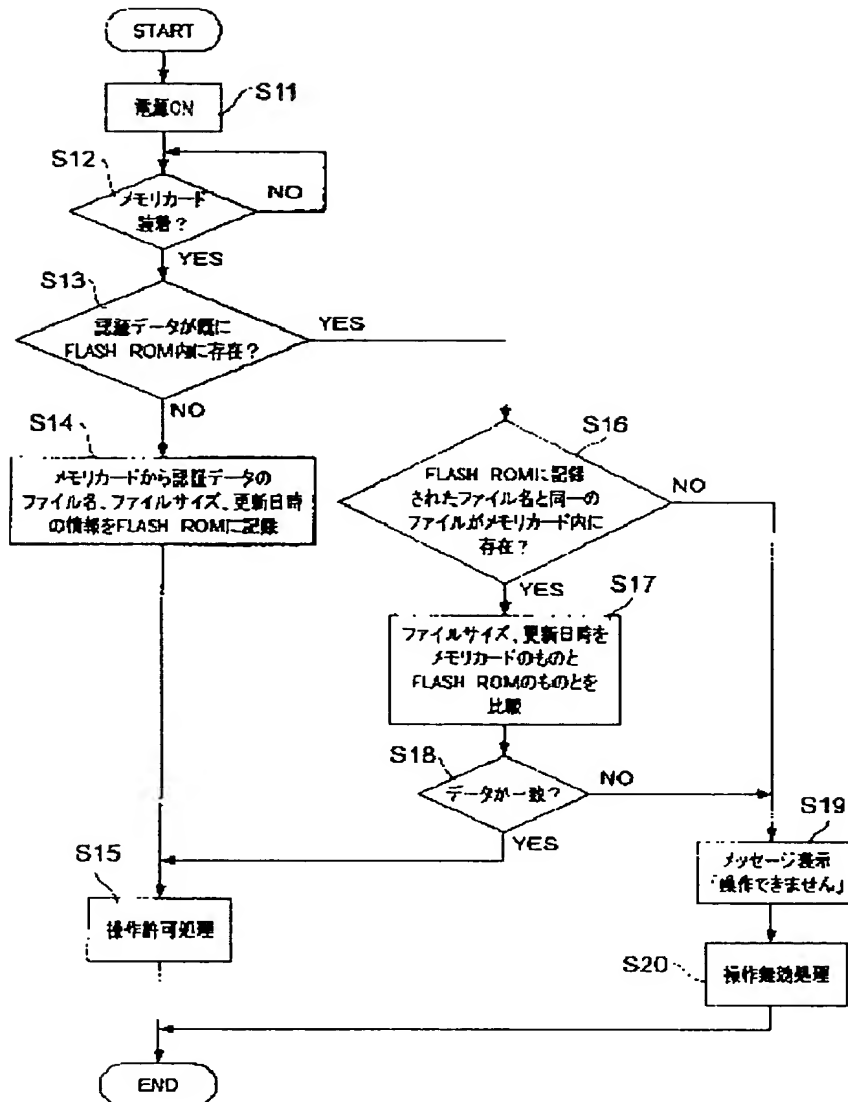 START
S11
電源ON
S12
メモリカード
装着?
NO
YES
S13
認証データが既に
FLASH ROM内に存在?
YES
NO
S14
メモリカードから認証データの
ファイル名、ファイルサイズ、更新日時
の情報をFLASH ROMに記録
S16
FLASH ROMに記録
されたファイル名と同一の
ファイルがメモリカード内に
存在?
NO
YES
S17
ファイルサイズ、更新日時を
メモリカードのものと
FLASH ROMのものとを
比較
S18
データが一致?
NO
YES
S19
メッセージ表示
「操作できません」
S15
操作許可処理
S20
操作無効処理
END